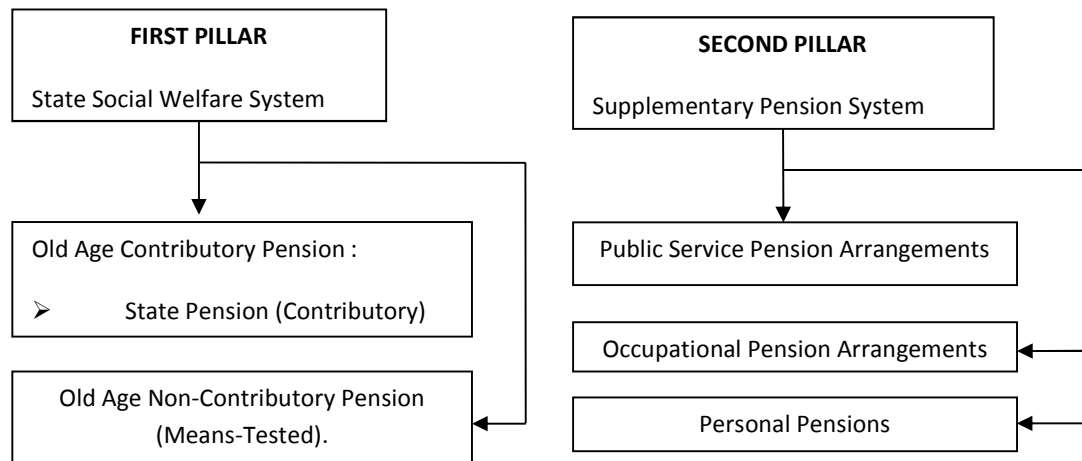 FIRST PILLAR
State Social Welfare System
Old Age Contributory Pension :
➢ State Pension (Contributory)
Old Age Non-Contributory Pension
(Means-Tested).
SECOND PILLAR
Supplementary Pension System
Public Service Pension Arrangements
Occupational Pension Arrangements
Personal Pensions